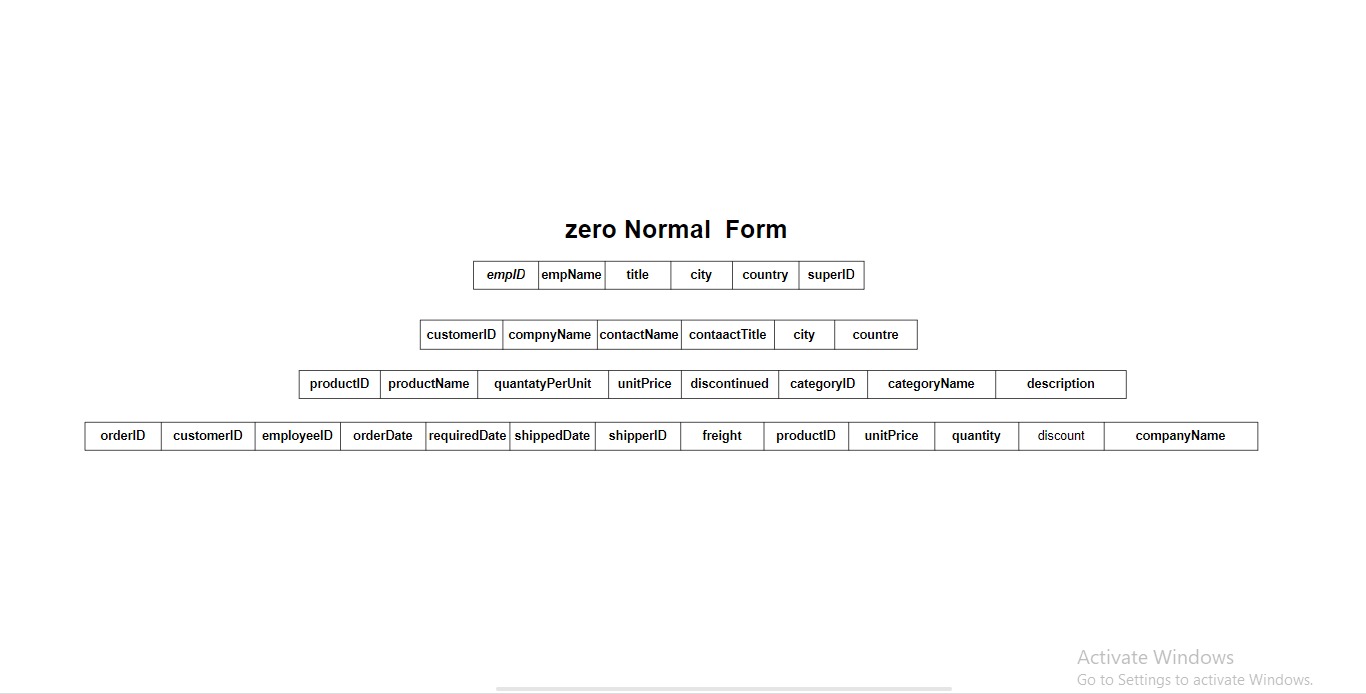 zero Normal Form
empID empName title city country superID
customerID compnyName contactName contaactTitle city countre
productID productName quantatyPerUnit unitPrice discontinued categoryID categoryName description
orderID customerID employeeID orderDate requiredDate shippedDate shipperID freight productID unitPrice quantity discount companyName
Activate Windows
Go to Settings to activate Windows.